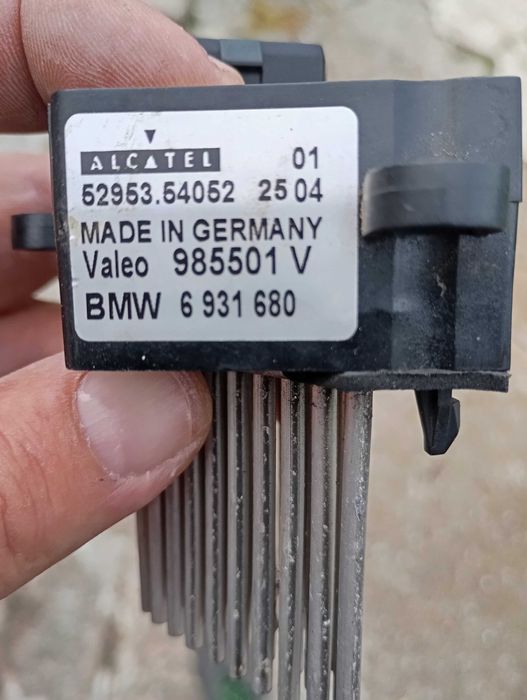 ALCATEL 01
52953.54052 25 04
MADE IN GERMANY
Valeo 985501 V
BMW 6 931 680